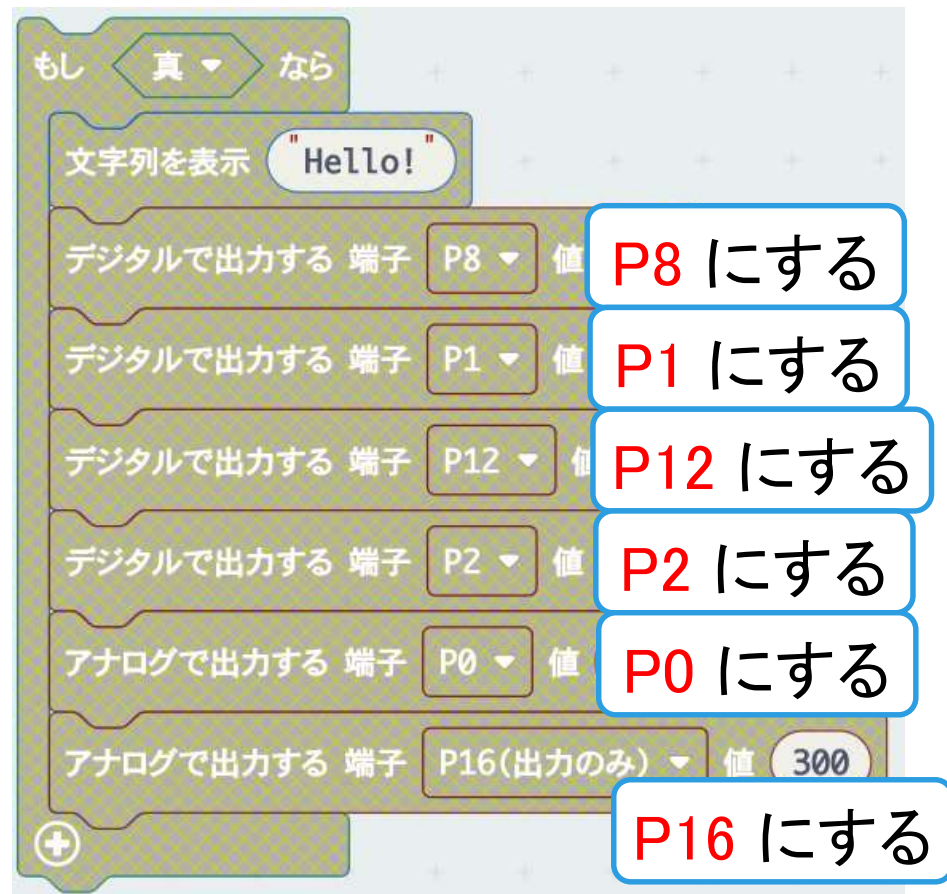 もし 真 なら
文字列を表示 "Hello!"
デジタルで出力する 端子 P8 値 P8 にする
デジタルで出力する 端子 P1 値 P1 にする
デジタルで出力する 端子 P12 値 P12 にする
デジタルで出力する 端子 P2 値 P2 にする
アナログで出力する 端子 P0 値 P0 にする
アナログで出力する 端子 P16(出力のみ) 値 300
P16 にする